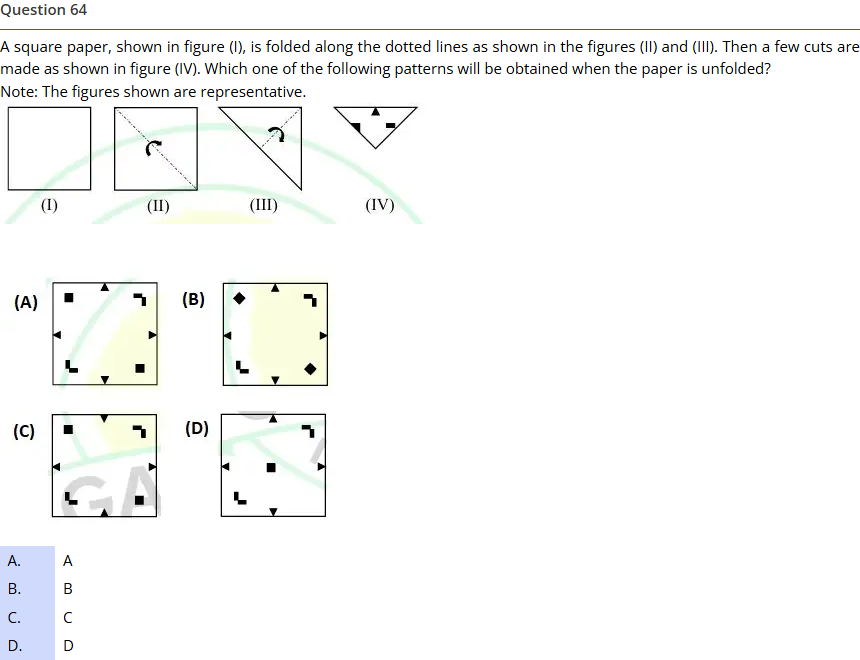 Question 64
A square paper, shown in figure (I), is folded along the dotted lines as shown in the figures (II) and (III). Then a few cuts are
made as shown in figure (IV). Which one of the following patterns will be obtained when the paper is unfolded?
Note: The figures shown are representative.
(I) (II) (III) (IV)
(A) (B)
(C) (D)
GA
A. A
B. B
C. C
D. D